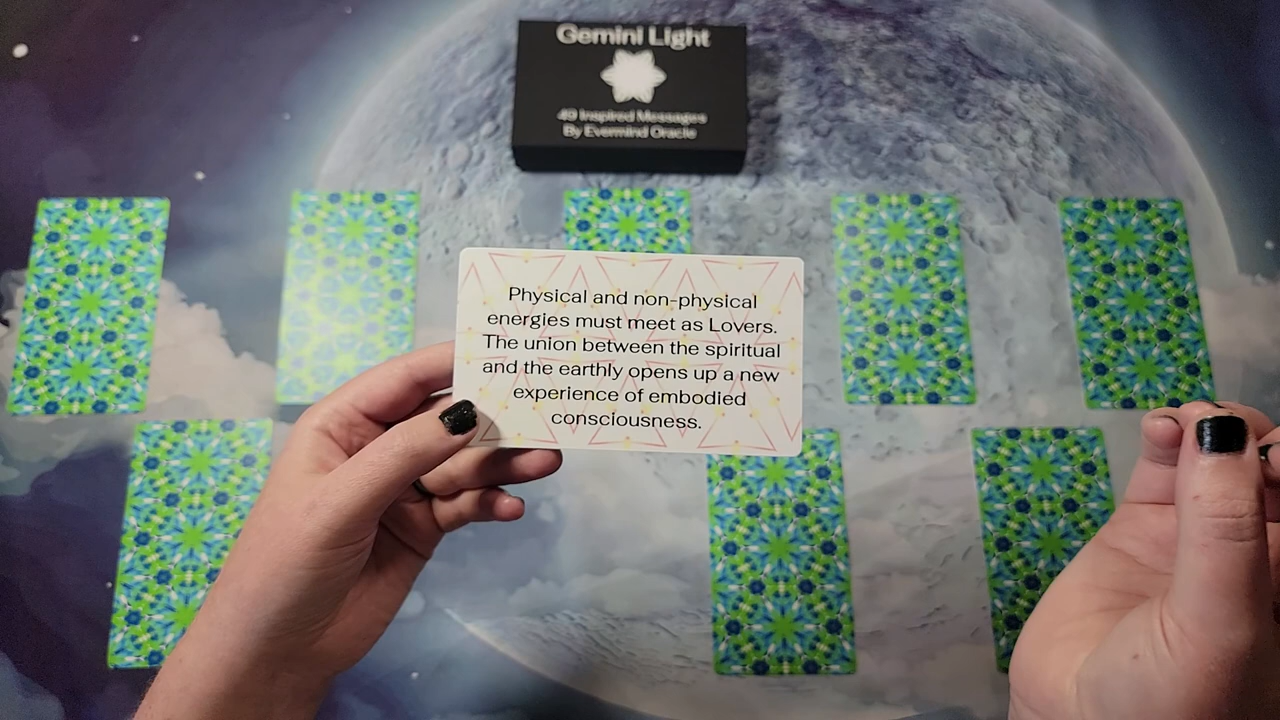 Gemini Light
49 Inspired Messages
By Evermind Oracle
Physical and non-physical
energies must meet as Lovers.
The union between the spiritual
and the earthly opens up a new
experience of embodied
consciousness.